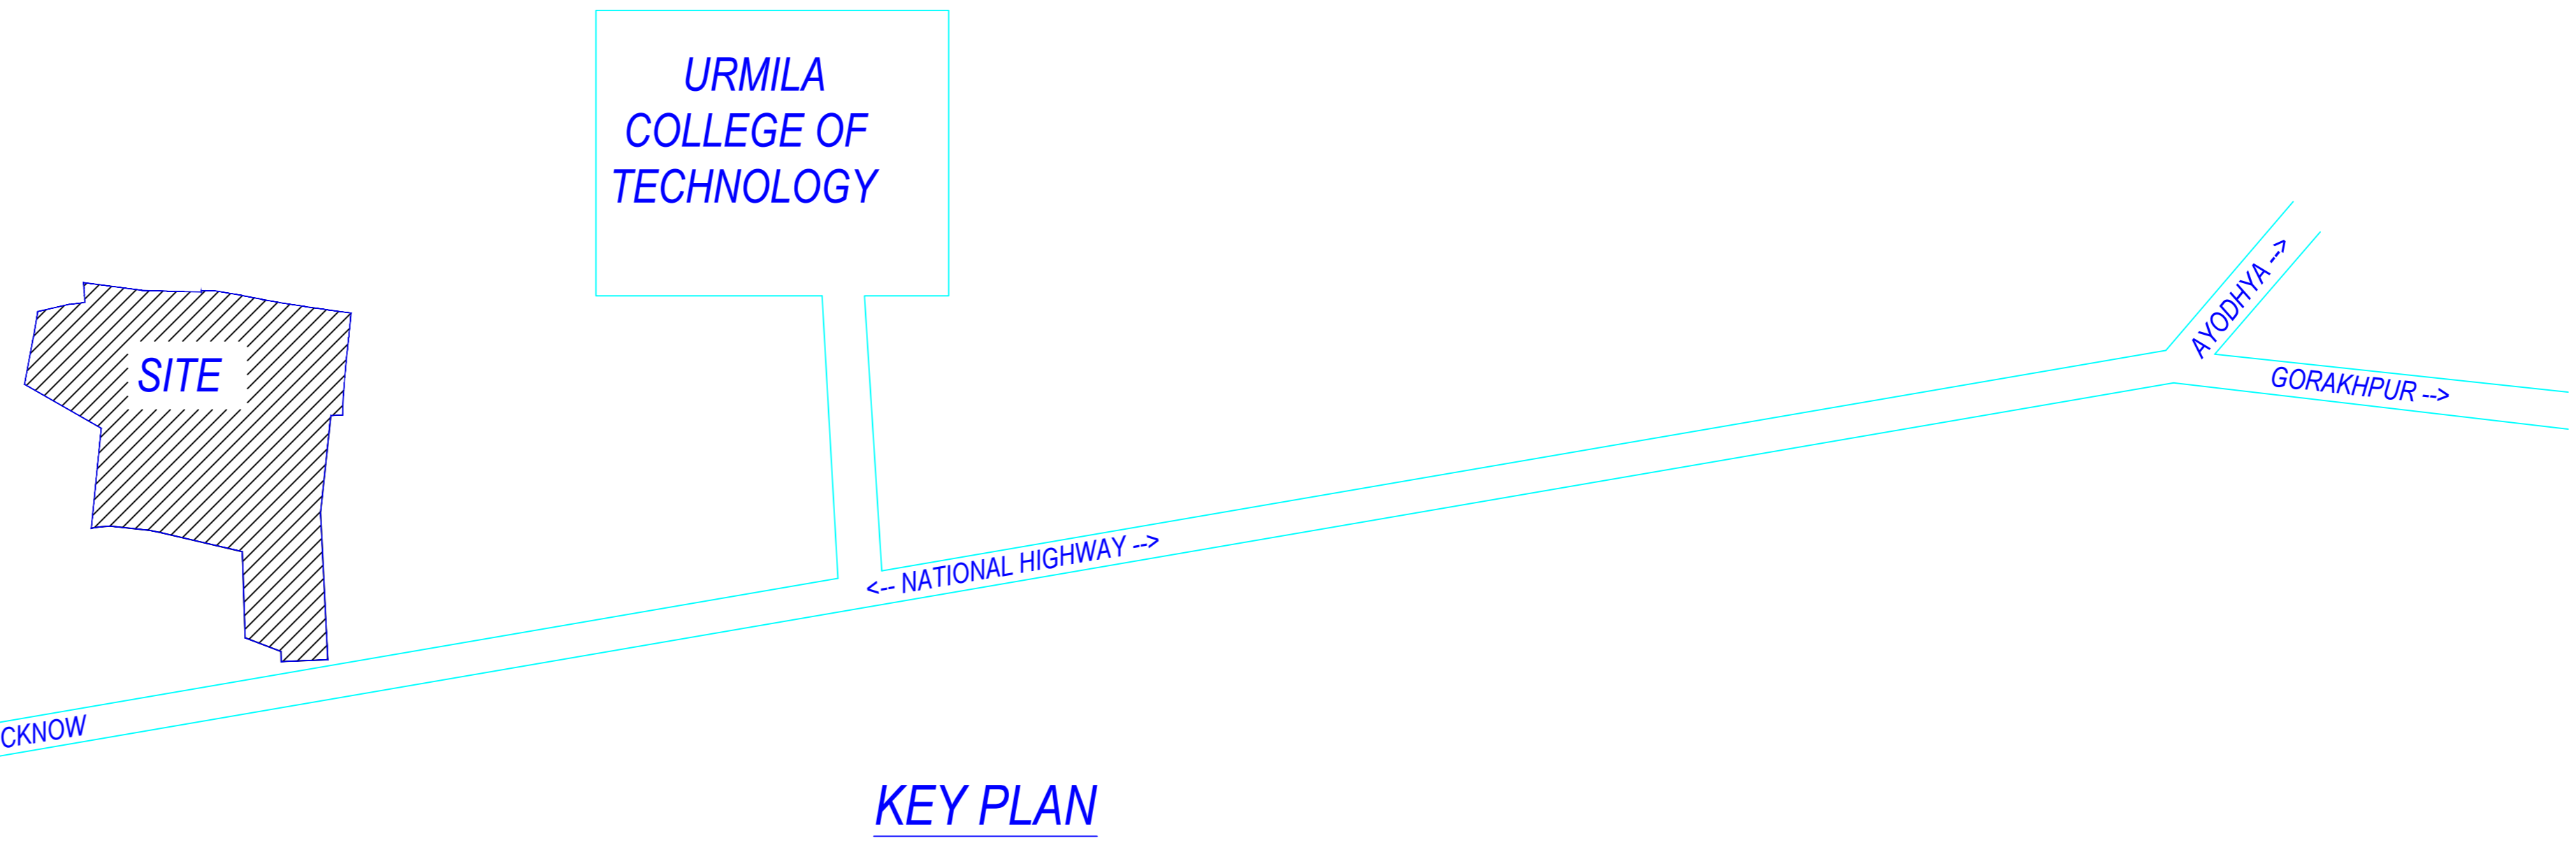 URMILA
COLLEGE OF
TECHNOLOGY
SITE
AYODHYA -->
GORAKHPUR -->
<-- NATIONAL HIGHWAY -->
CKNOW
KEY PLAN